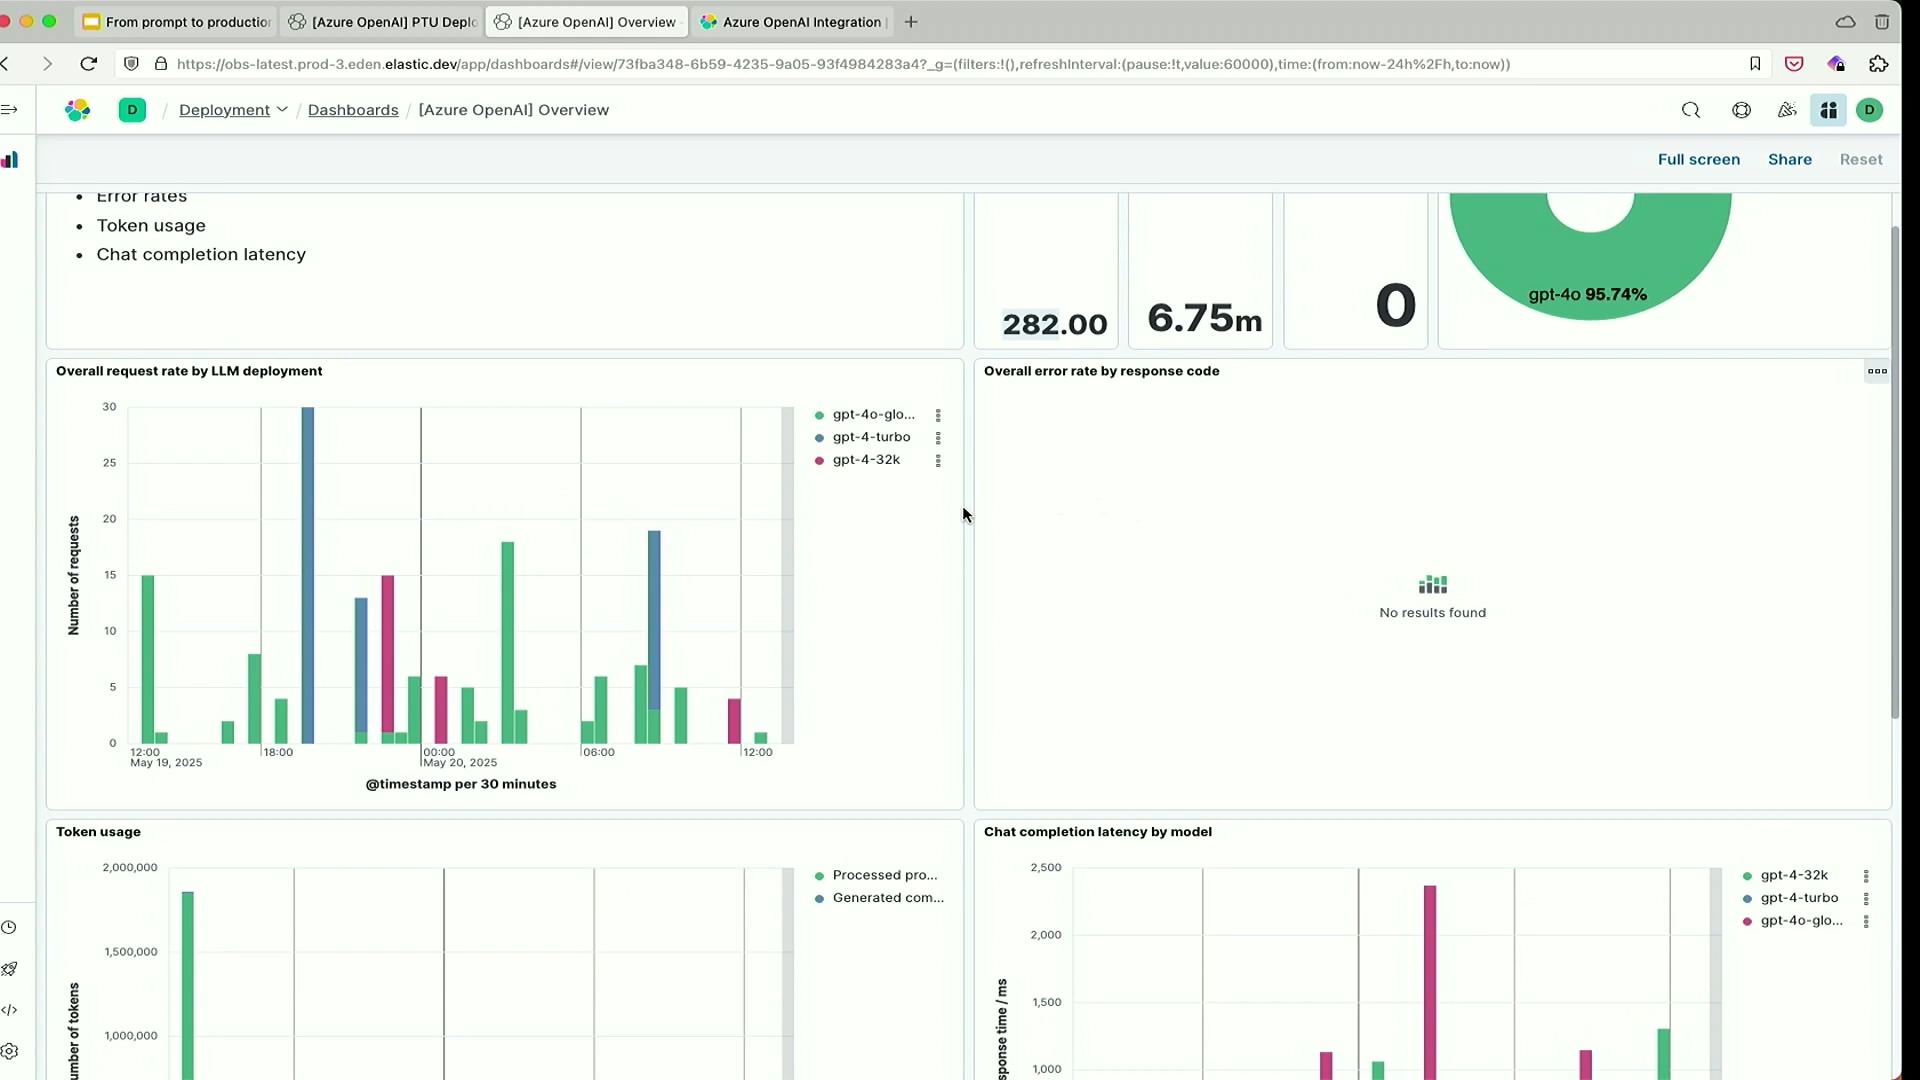 From prompt to productio
[Azure OpenAI] PTU Deplo
[Azure OpenAI] Overview
Azure OpenAI Integration |
https://obs-latest.prod-3.eden.elastic.dev/app/dashboards#/view/73fba348-6b59-4235-9a05-93f4984283a4?_g=(filters:!(),refreshInterval:(pause:!t,value:60000),time:(from:now-24h%2Fh,to:now))
D / Deployment / Dashboards / [Azure OpenAI] Overview
D
Full screen
Share
Reset
• Error rates
• Token usage
• Chat completion latency
282.00
6.75m
0
gpt-4o 95.74%
Overall request rate by LLM deployment
Number of requests
30
25
20
15
10
5
0
12:00
18:00
00:00
06:00
12:00
May 19, 2025
May 20, 2025
@timestamp per 30 minutes
gpt-4o-glo...
gpt-4-turbo
gpt-4-32k
Overall error rate by response code
No results found
Token usage
umber of tokens
2,000,000
1,500,000
1,000,000
Processed pro...
Generated com...
Chat completion latency by model
sponse time / ms
2,500
2,000
1,500
1,000
gpt-4-32k
gpt-4-turbo
gpt-4o-glo...